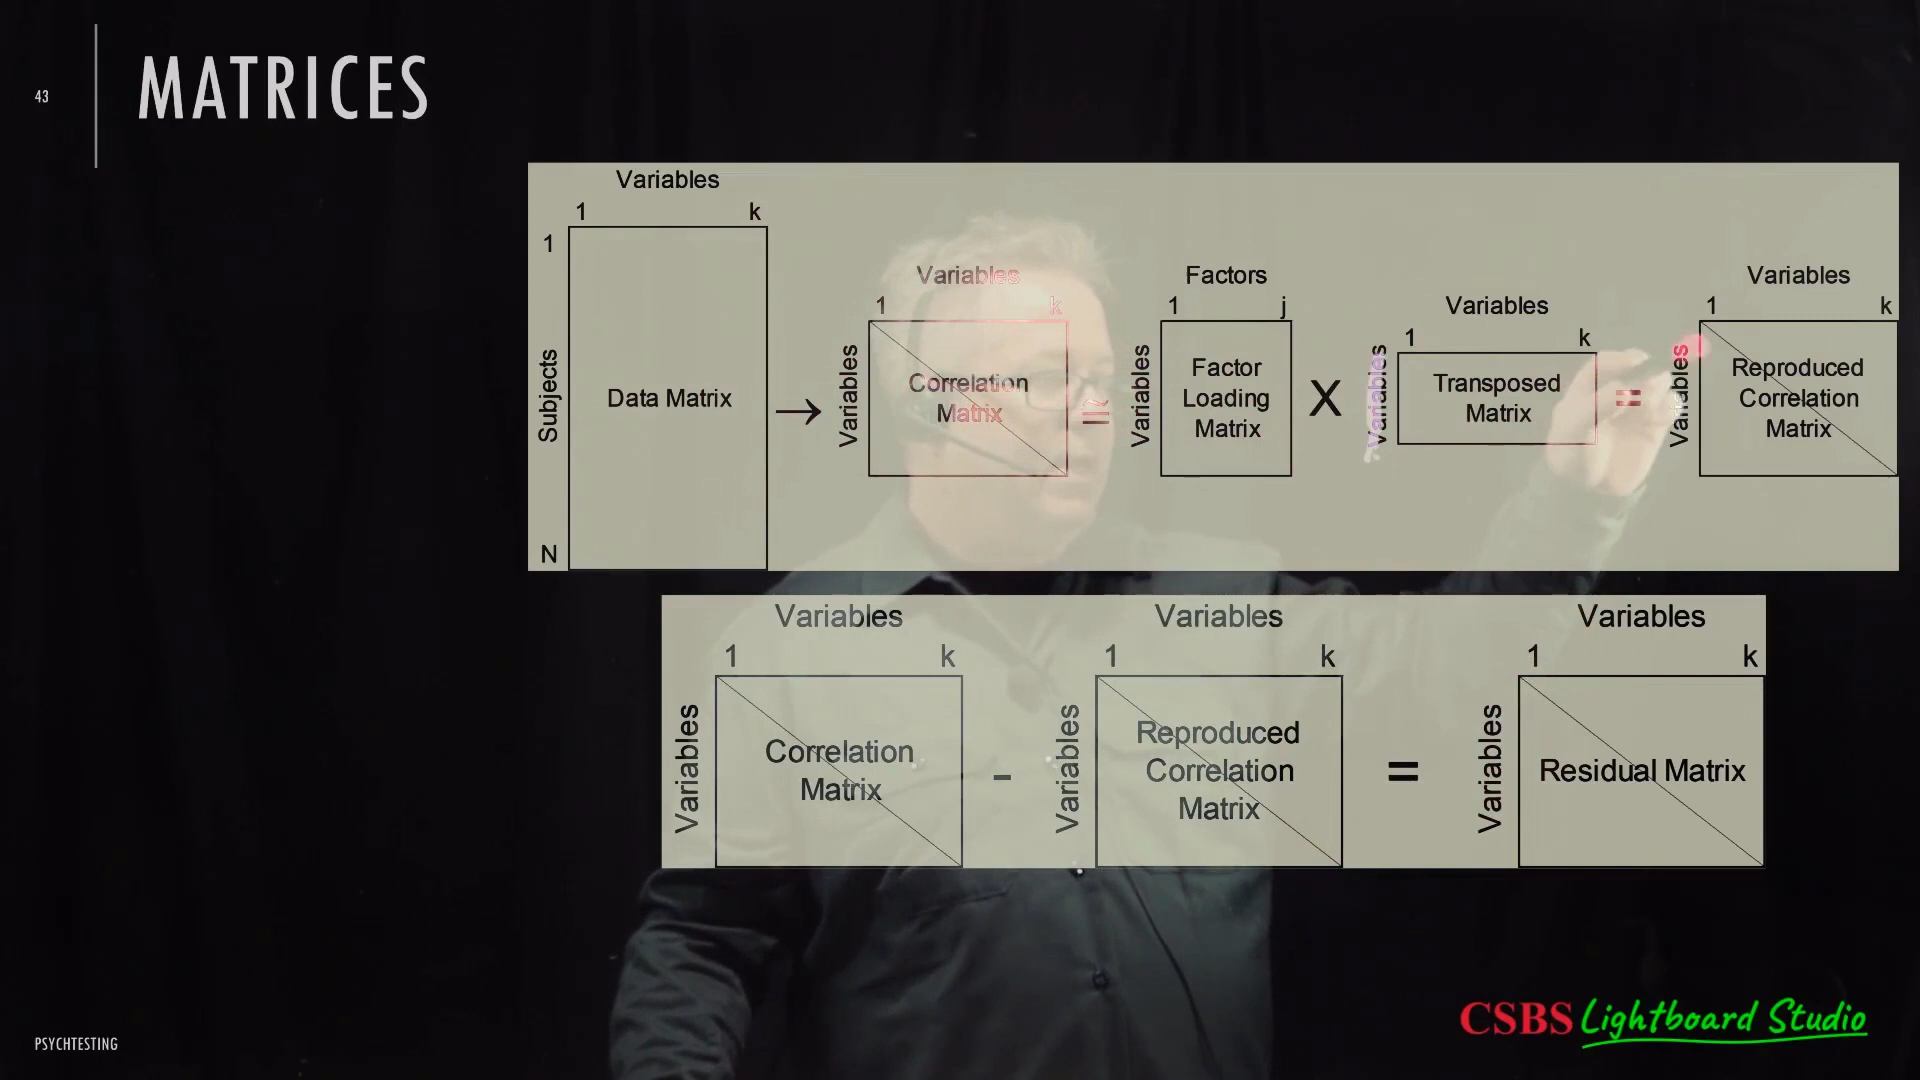 43
MATRICES
Variables
1 k
1
Subjects
N
Data Matrix
→
Variables
1 k
Variables
Correlation
Matrix
≅
Factors
1 j
Variables
Factor
Loading
Matrix
X
Variables
1 k
Variables
Transposed
Matrix
=
Variables
1 k
Variables
Reproduced
Correlation
Matrix
Variables
1 k
Variables
Correlation
Matrix
-
Variables
1 k
Variables
Reproduced
Correlation
Matrix
=
Variables
1 k
Variables
Residual Matrix
PSYCHTESTING
CSBS Lightboard Studio